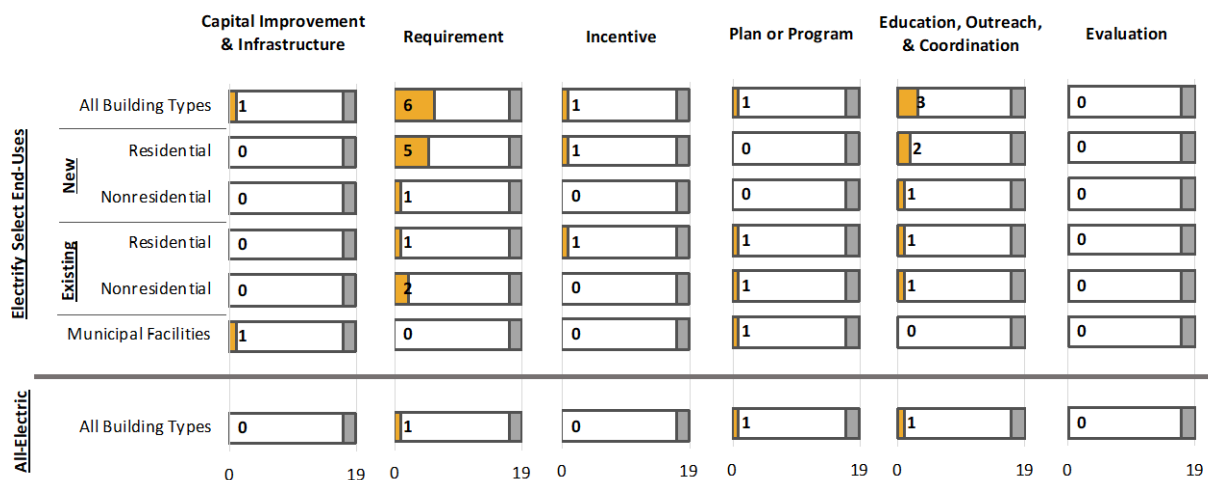 Capital Improvement
& Infrastructure
Requirement
Incentive
Plan or Program
Education, Outreach,
& Coordination
Evaluation
Electrify Select End-Uses
All Building Types
1
6
1
1
3
0
New
Residential
0
5
1
0
2
0
Nonresidential
0
1
0
0
1
0
Existing
Residential
0
1
1
1
1
0
Nonresidential
0
2
0
1
1
0
Municipal Facilities
1
0
0
1
0
0
All-Electric
All Building Types
0
1
0
1
1
0
0 19
0 19
0 19
0 19
0 19
0 19